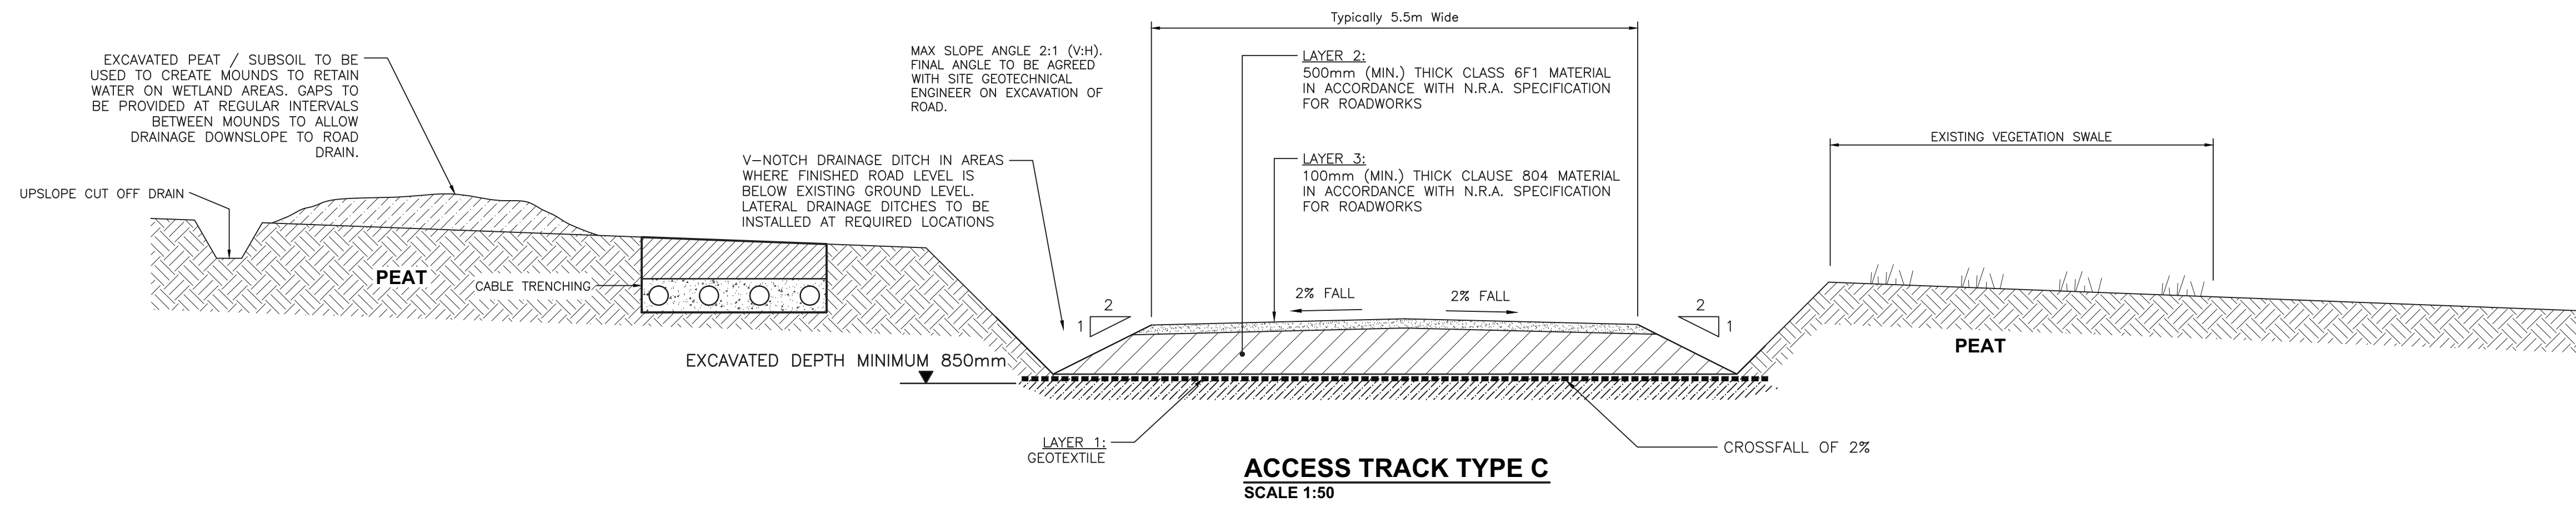 Typically 5.5m Wide
EXCAVATED PEAT / SUBSOIL TO BE
USED TO CREATE MOUNDS TO RETAIN
WATER ON WETLAND AREAS. GAPS TO
BE PROVIDED AT REGULAR INTERVALS
BETWEEN MOUNDS TO ALLOW
DRAINAGE DOWNSLOPE TO ROAD
DRAIN.
UPSLOPE CUT OFF DRAIN
PEAT
CABLE TRENCHING
MAX SLOPE ANGLE 2:1 (V:H).
FINAL ANGLE TO BE AGREED
WITH SITE GEOTECHNICAL
ENGINEER ON EXCAVATION OF
ROAD.
V-NOTCH DRAINAGE DITCH IN AREAS
WHERE FINISHED ROAD LEVEL IS
BELOW EXISTING GROUND LEVEL.
LATERAL DRAINAGE DITCHES TO BE
INSTALLED AT REQUIRED LOCATIONS
LAYER 2:
500mm (MIN.) THICK CLASS 6F1 MATERIAL
IN ACCORDANCE WITH N.R.A. SPECIFICATION
FOR ROADWORKS
LAYER 3:
100mm (MIN.) THICK CLAUSE 804 MATERIAL
IN ACCORDANCE WITH N.R.A. SPECIFICATION
FOR ROADWORKS
EXISTING VEGETATION SWALE
2% FALL
2% FALL
2
1
2
1
EXCAVATED DEPTH MINIMUM 850mm
PEAT
LAYER 1:
GEOTEXTILE
CROSSFALL OF 2%
ACCESS TRACK TYPE C
SCALE 1:50